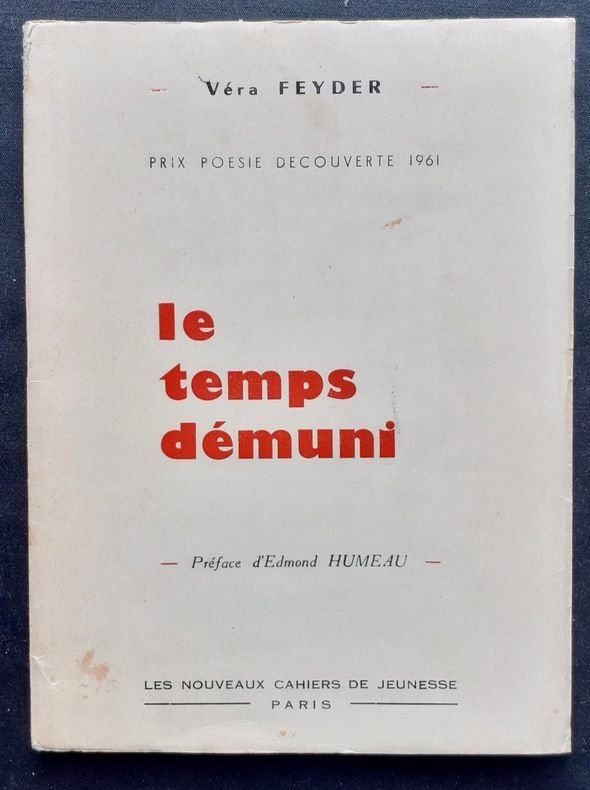 — Véra FEYDER —
PRIX POESIE DECOUVERTE 1961
le
temps
démuni
— Préface d'Edmond HUMEAU —
LES NOUVEAUX CAHIERS DE JEUNESSE
PARIS